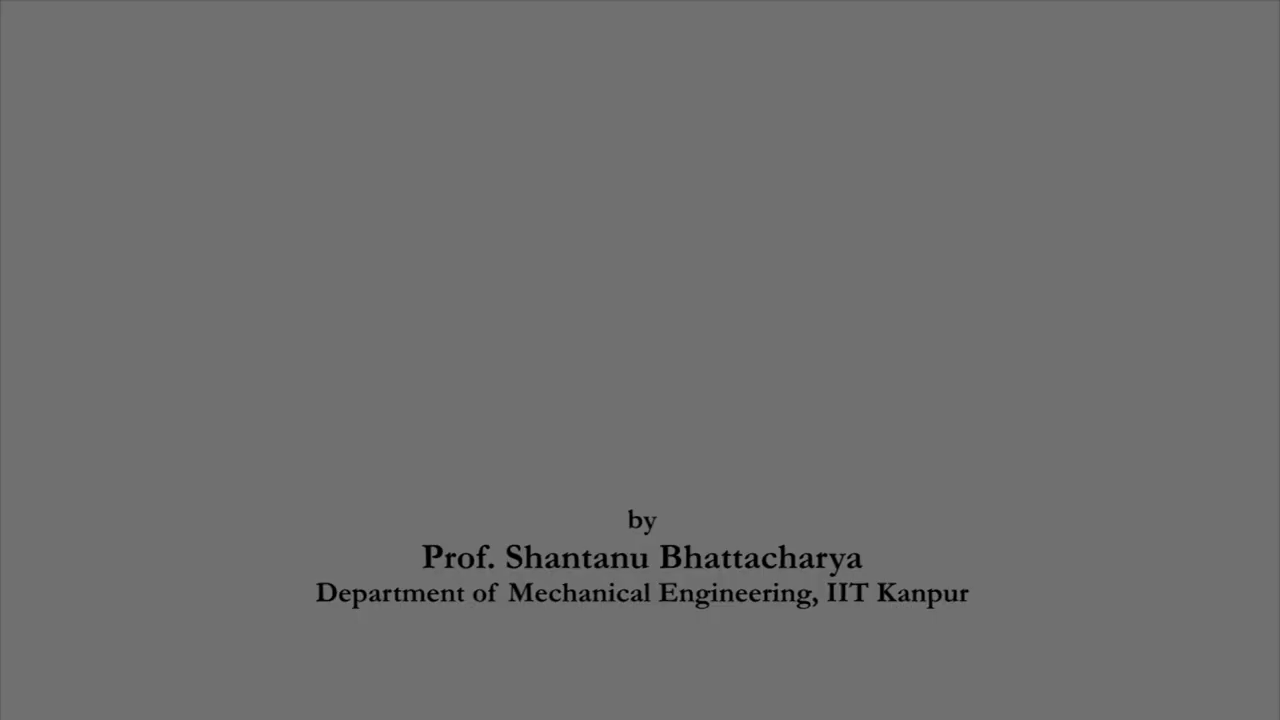 by
Prof. Shantanu Bhattacharya
Department of Mechanical Engineering, IIT Kanpur